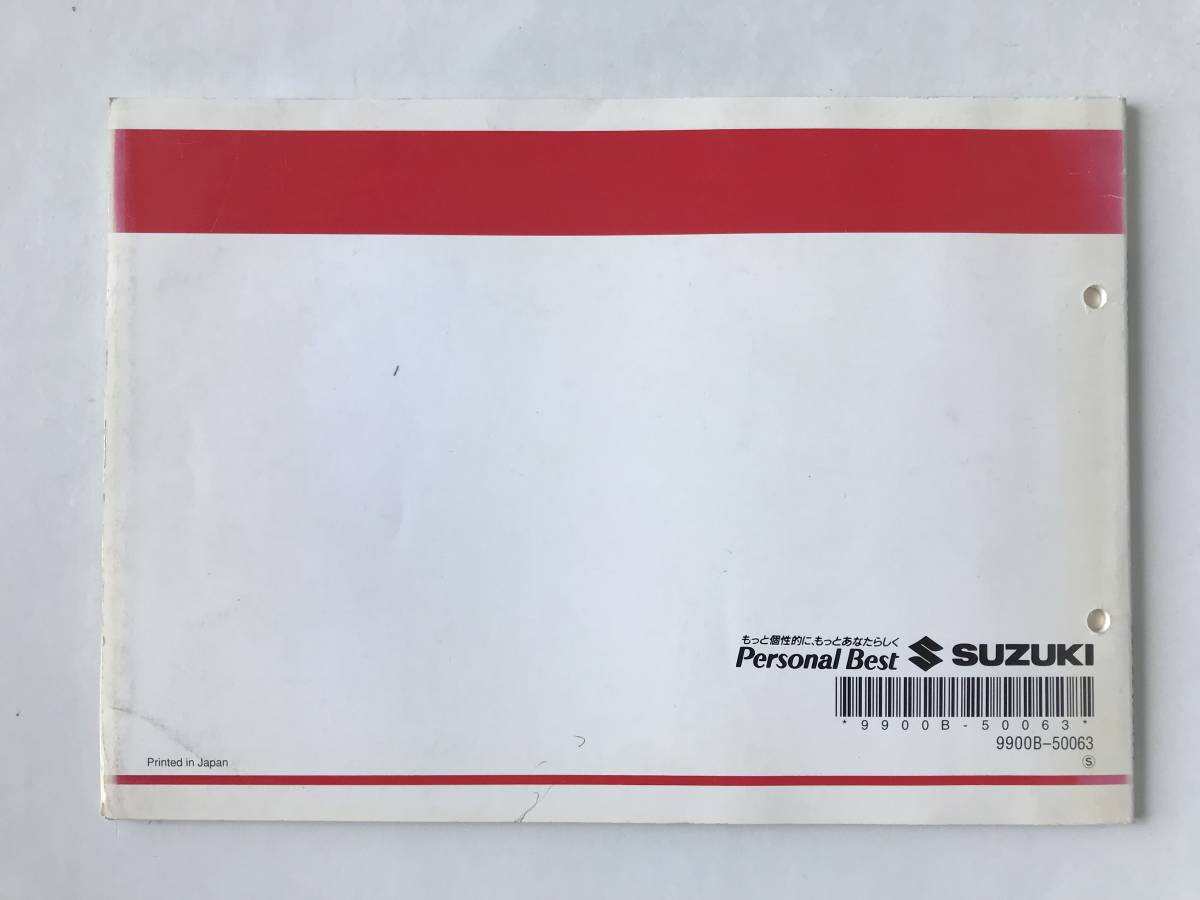 もっと個性的に、もっとあなたらしく
Personal Best SUZUKI
*9900B-50063*
9900B-50063
Ⓢ
Printed in Japan